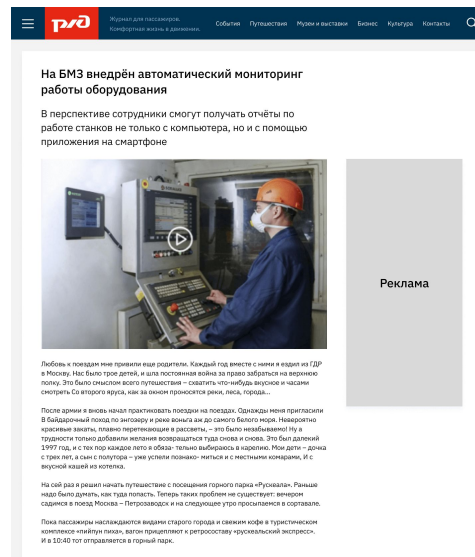 ржд
Журнал для пассажиров.
Комфортная жизнь в движении.
События Путешествия Музеи и выставки Бизнес Культура Контакты
На БМЗ внедрён автоматический мониторинг
работы оборудования
В перспективе сотрудники смогут получать отчёты по
работе станков не только с компьютера, но и с помощью
приложения на смартфоне
Реклама
Любовь к поездам мне привили еще родители. Каждый год вместе с ними я ездил из ГДР
в Москву. Нас было трое детей, и шла постоянная война за право забраться на верхнюю
полку. Это было смыслом всего путешествия – схватить что-нибудь вкусное и часами
смотреть Со второго яруса, как за окном проносятся реки, леса, города…
После армии я вновь начал практиковать поездки на поездах. Однажды меня пригласили
В байдарочный поход по энгозеру и реке воньга аж до самого белого моря. Невероятно
красивые закаты, плавно перетекающие в рассветы, – это было незабываемо! Ну а
трудности только добавили желания возвращаться туда снова и снова. Это был далекий
1997 год, и с тех пор каждое лето я обяза- тельно выбираюсь в карелию. Мои дети – дочка
с трех лет, а сын с полутора – уже успели познако- миться и с местными комарами, И с
вкусной кашей из котелка.
На сей раз я решил начать путешествие с посещения горного парка «Рускеала». Раньше
надо было думать, как туда попасть. Теперь таких проблем не существует: вечером
садимся в поезд Москва – Петрозаводск и на следующее утро просыпаемся в сортавале.
Пока пассажиры наслаждаются видами старого города и свежим кофе в туристическом
комплексе «пийпун пиха», вагон прицепляют к ретросоставу «рускеальский экспресс».
И в 10:40 тот отправляется в горный парк.